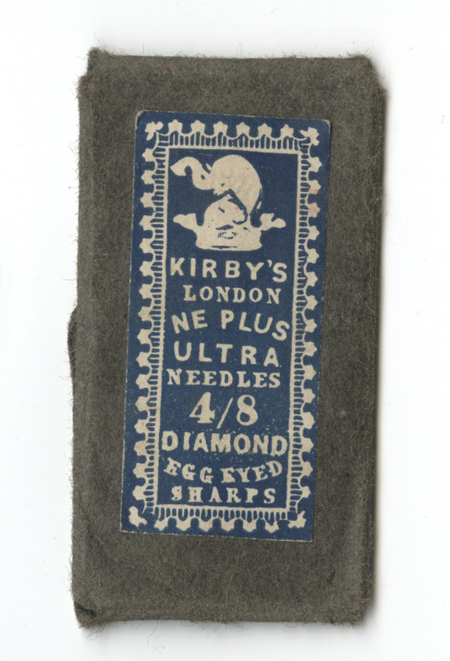 KIRBY'S
LONDON
NE PLUS
ULTRA
NEEDLES
4/8
DIAMOND
EGG EYED
SHARPS